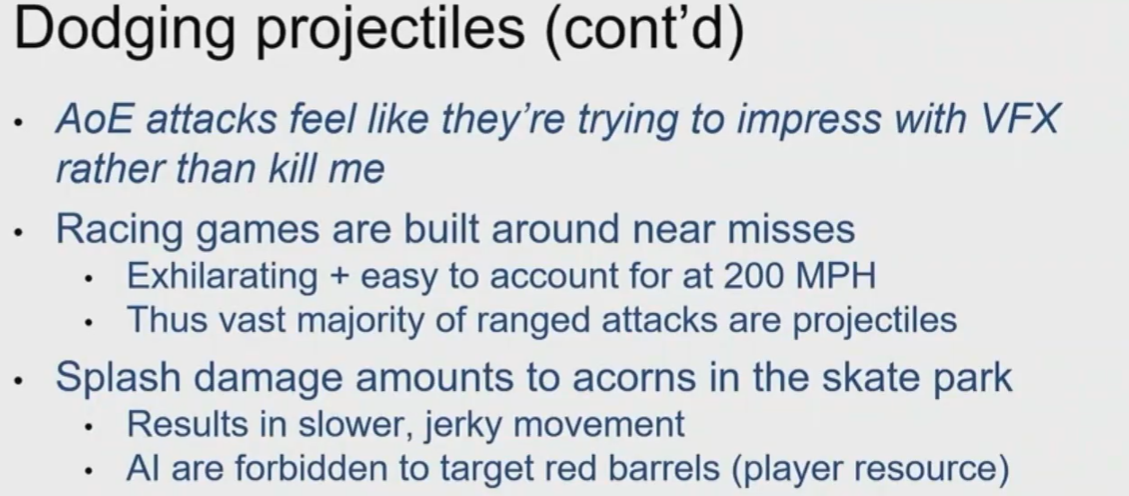 Dodging projectiles (cont’d)
• AoE attacks feel like they’re trying to impress with VFX
rather than kill me
• Racing games are built around near misses
• Exhilarating + easy to account for at 200 MPH
• Thus vast majority of ranged attacks are projectiles
• Splash damage amounts to acorns in the skate park
• Results in slower, jerky movement
• AI are forbidden to target red barrels (player resource)